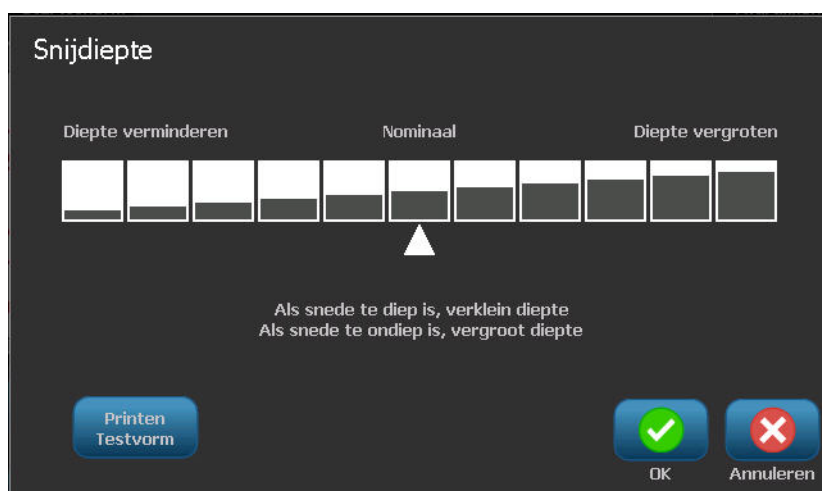 Snijdiepte
Diepte verminderen Nominaal Diepte vergroten
Als snede te diep is, verklein diepte
Als snede te ondiep is, vergroot diepte
Printen
Testvorm
OK Annuleren